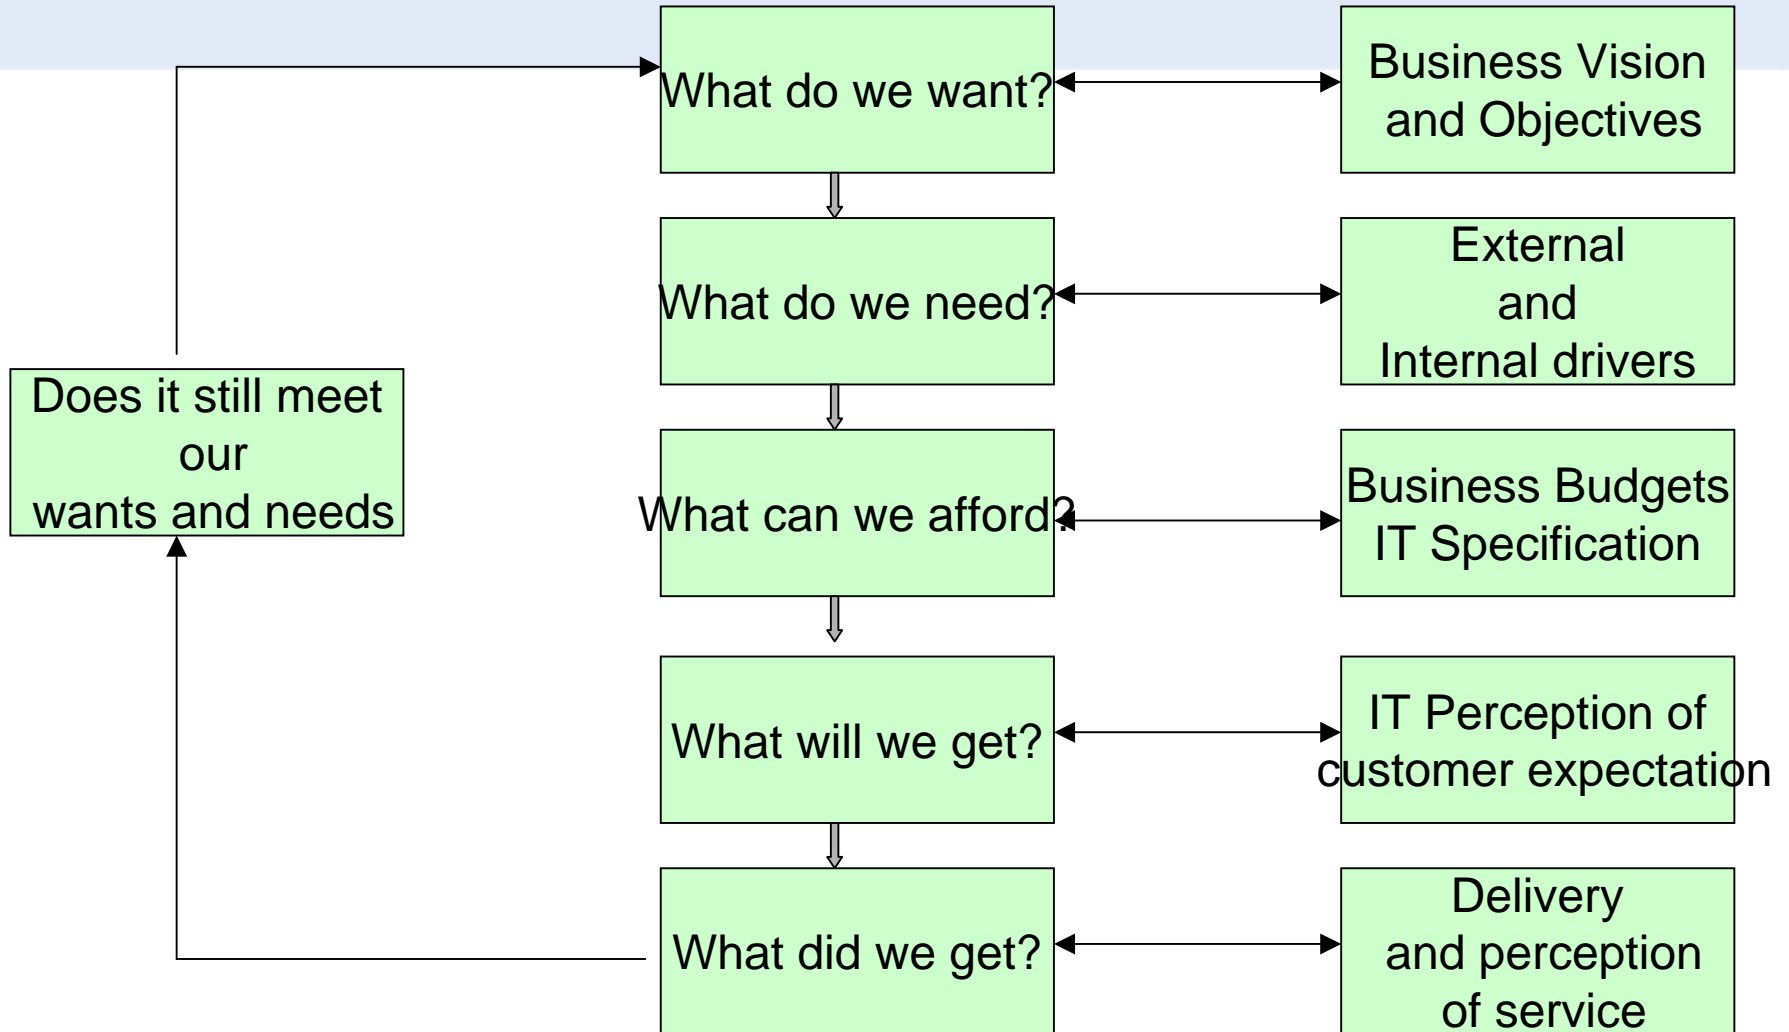 What do we want?
Business Vision
and Objectives
What do we need?
External
and
Internal drivers
Does it still meet
our
wants and needs
What can we afford?
Business Budgets
IT Specification
What will we get?
IT Perception of
customer expectation
What did we get?
Delivery
and perception
of service